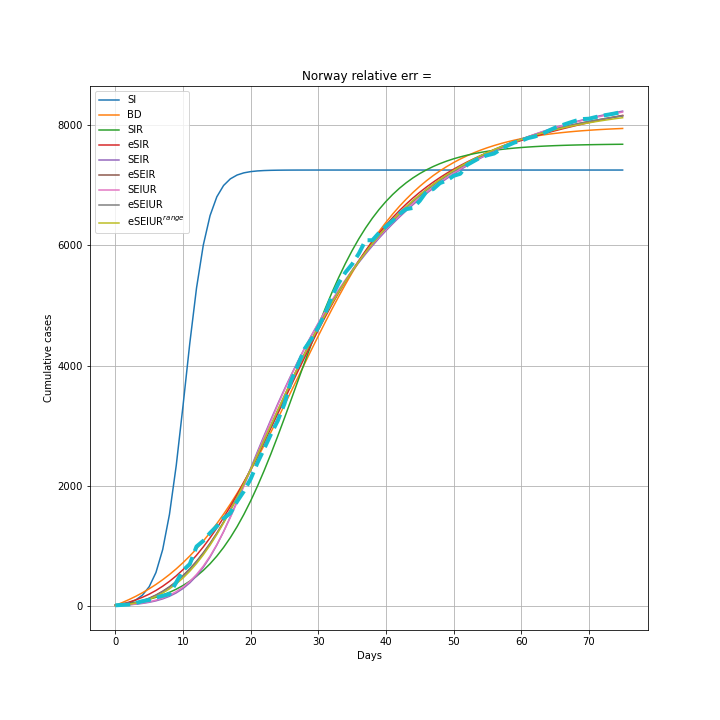 Norway relative err =
SI
BD
SIR
eSIR
SEIR
eSEIR
SEIUR
eSEIUR
eSEIUR^range
8000
6000
4000
2000
0
Cumulative cases
0 10 20 30 40 50 60 70
Days